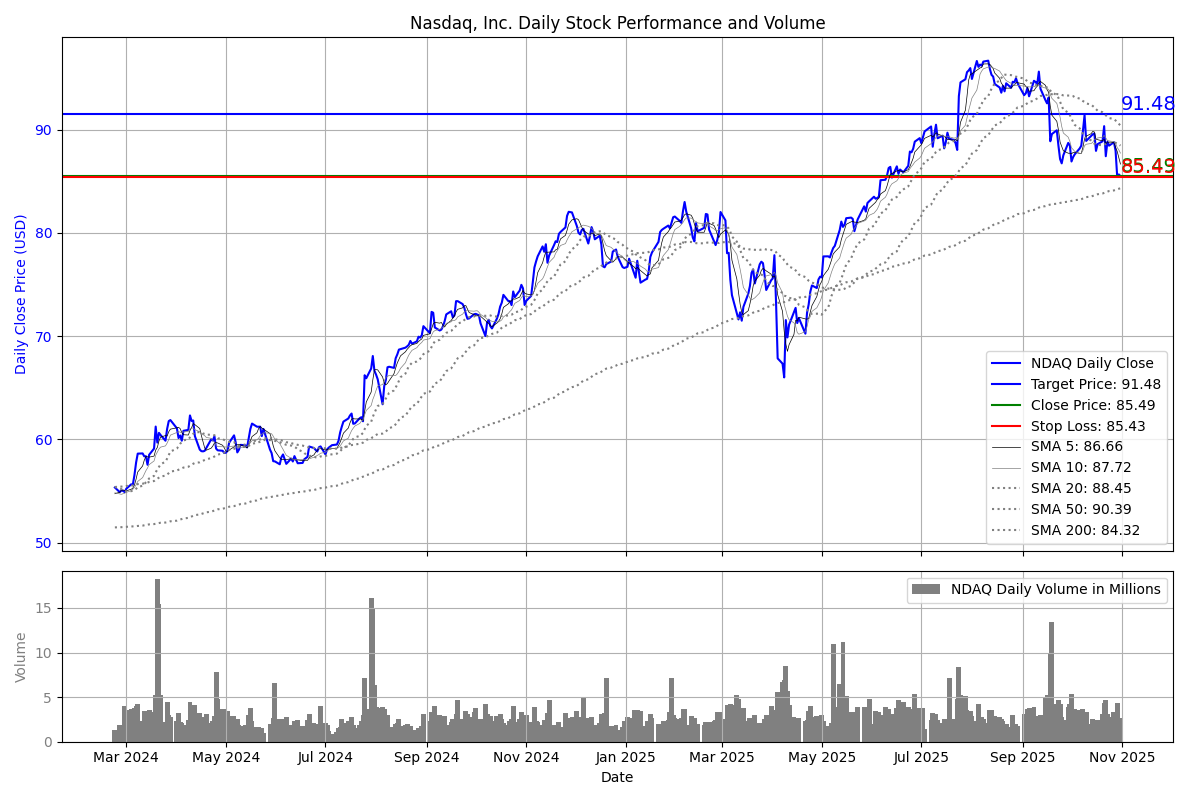 Nasdaq, Inc. Daily Stock Performance and Volume
Daily Close Price (USD)
90
80
70
60
50
91.48
85.49
NDAQ Daily Close
Target Price: 91.48
Close Price: 85.49
Stop Loss: 85.43
SMA 5: 86.66
SMA 10: 87.72
SMA 20: 88.45
SMA 50: 90.39
SMA 200: 84.32
Volume
15
10
5
0
NDAQ Daily Volume in Millions
Mar 2024 May 2024 Jul 2024 Sep 2024 Nov 2024 Jan 2025 Mar 2025 May 2025 Jul 2025 Sep 2025 Nov 2025
Date